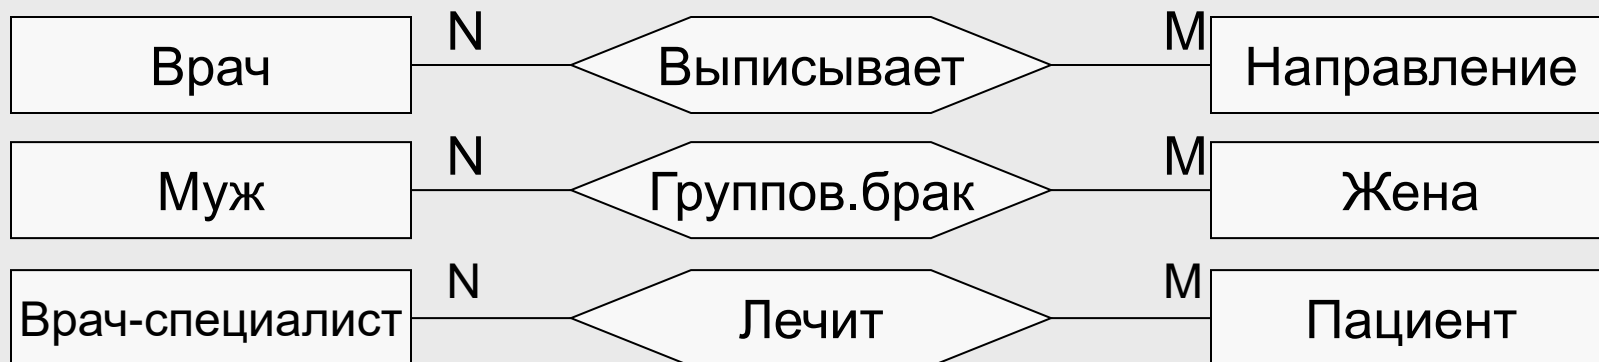 Врач N Выписывает M Направление
Муж N Группов.брак M Жена
Врач-специалист N Лечит M Пациент